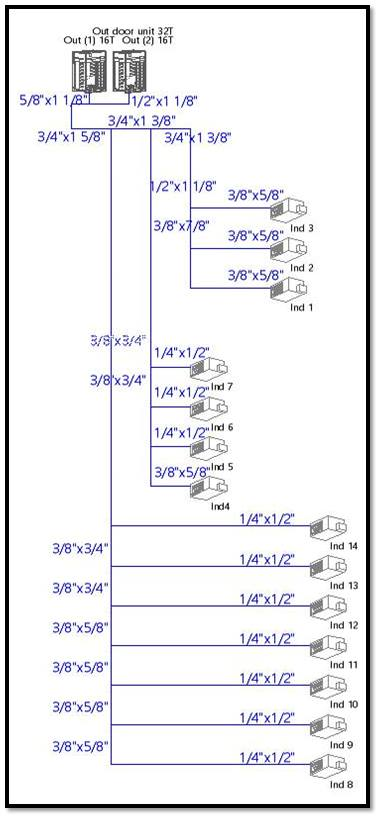 Out door unit 32T
Out (1) 16T Out (2) 16T
5/8"x1 1/8" 1/2"x1 1/8"
3/4"x1 3/8"
3/4"x1 5/8" 3/4"x1 3/8"
1/2"x1 1/8"
3/8"x5/8"
Ind 3
3/8"x7/8"
3/8"x5/8"
Ind 2
3/8"x5/8"
Ind 1
3/8"x3/4"
1/4"x1/2"
3/8"x3/4"
Ind 7
1/4"x1/2"
Ind 6
1/4"x1/2"
Ind 5
3/8"x5/8"
Ind4
1/4"x1/2"
Ind 14
3/8"x3/4"
1/4"x1/2"
Ind 13
3/8"x3/4"
1/4"x1/2"
Ind 12
3/8"x5/8"
1/4"x1/2"
Ind 11
3/8"x5/8"
1/4"x1/2"
Ind 10
3/8"x5/8"
1/4"x1/2"
Ind 9
3/8"x5/8"
1/4"x1/2"
Ind 8